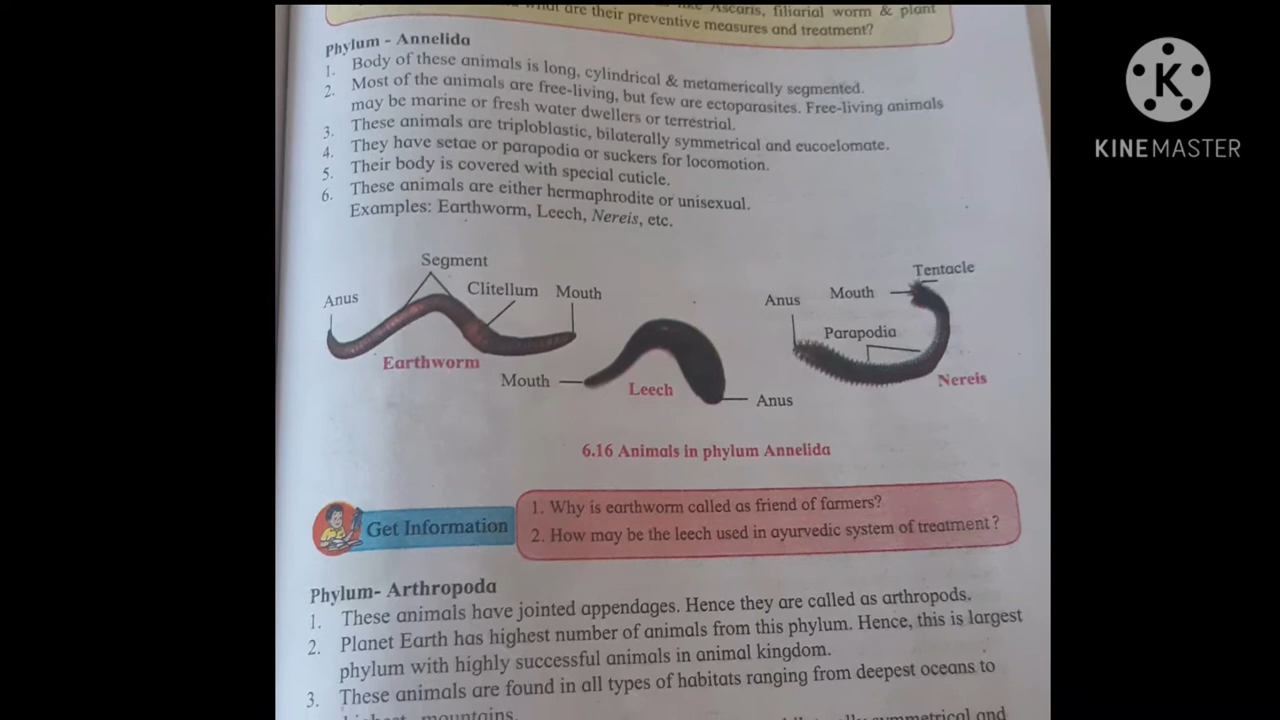 what are their preventive measures and treatment?
like Ascaris, filiarial worm & plant
Phylum - Annelida
1. Body of these animals is long, cylindrical & metamerically segmented.
2. Most of the animals are free-living, but few are ectoparasites. Free-living animals
may be marine or fresh water dwellers or terrestrial.
3. These animals are triploblastic, bilaterally symmetrical and eucoelomate.
4. They have setae or parapodia or suckers for locomotion.
5. Their body is covered with special cuticle.
6. These animals are either hermaphrodite or unisexual.
Examples: Earthworm, Leech, Nereis, etc.
Segment
Anus
Clitellum
Mouth
Earthworm
Mouth
Leech
Anus
Tentacle
Mouth
Anus
Parapodia
Nereis
6.16 Animals in phylum Annelida
Get Information
1. Why is earthworm called as friend of farmers?
2. How may be the leech used in ayurvedic system of treatment?
Phylum- Arthropoda
1. These animals have jointed appendages. Hence they are called as arthropods.
2. Planet Earth has highest number of animals from this phylum. Hence, this is largest
phylum with highly successful animals in animal kingdom.
3. These animals are found in all types of habitats ranging from deepest oceans to
mountains.
symmetrical and
K
KINEMASTER